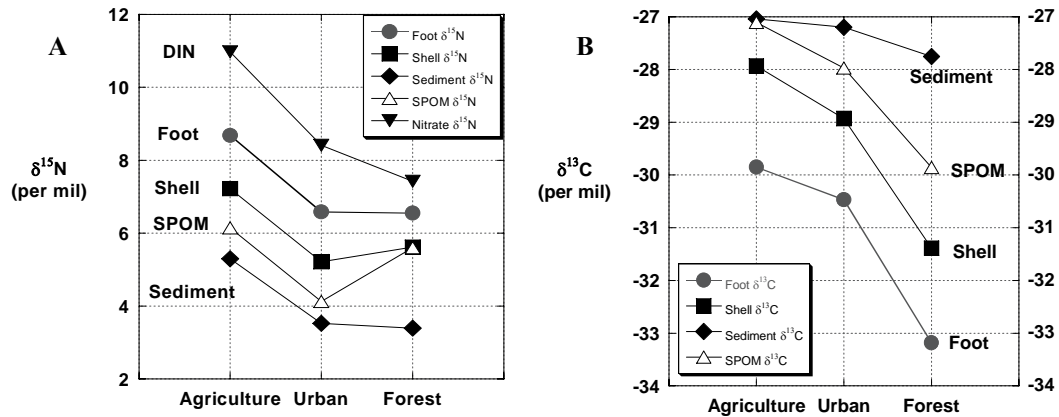 A
δ15N
(per mil)
12
10
8
6
4
2
DIN
Foot
Shell
SPOM
Sediment
Foot δ15N
Shell δ15N
Sediment δ15N
SPOM δ15N
Nitrate δ15N
Agriculture Urban Forest
B
δ13C
(per mil)
-27
-28
-29
-30
-31
-32
-33
-34
Sediment
SPOM
Shell
Foot
Foot δ13C
Shell δ13C
Sediment δ13C
SPOM δ13C
-27
-28
-29
-30
-31
-32
-33
-34
Agriculture Urban Forest